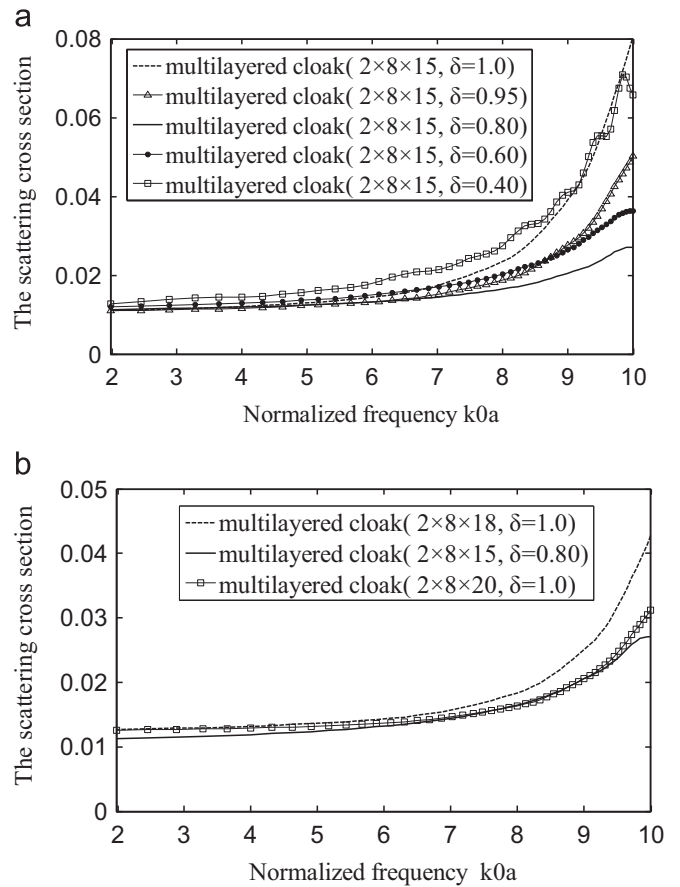 a
The scattering cross section
0.08
0.06
0.04
0.02
0
multilayered cloak( 2×8×15, δ=1.0)
multilayered cloak( 2×8×15, δ=0.95)
multilayered cloak( 2×8×15, δ=0.80)
multilayered cloak( 2×8×15, δ=0.60)
multilayered cloak( 2×8×15, δ=0.40)
2 3 4 5 6 7 8 9 10
Normalized frequency k0a
b
The scattering cross section
0.05
0.04
0.03
0.02
0.01
0
multilayered cloak( 2×8×18, δ=1.0)
multilayered cloak( 2×8×15, δ=0.80)
multilayered cloak( 2×8×20, δ=1.0)
2 3 4 5 6 7 8 9 10
Normalized frequency k0a